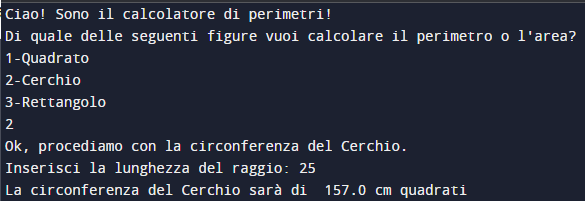 Ciao! Sono il calcolatore di perimetri!
Di quale delle seguenti figure vuoi calcolare il perimetro o l'area?
1-Quadrato
2-Cerchio
3-Rettangolo
2
Ok, procediamo con la circonferenza del Cerchio.
Inserisci la lunghezza del raggio: 25
La circonferenza del Cerchio sarà di  157.0 cm quadrati